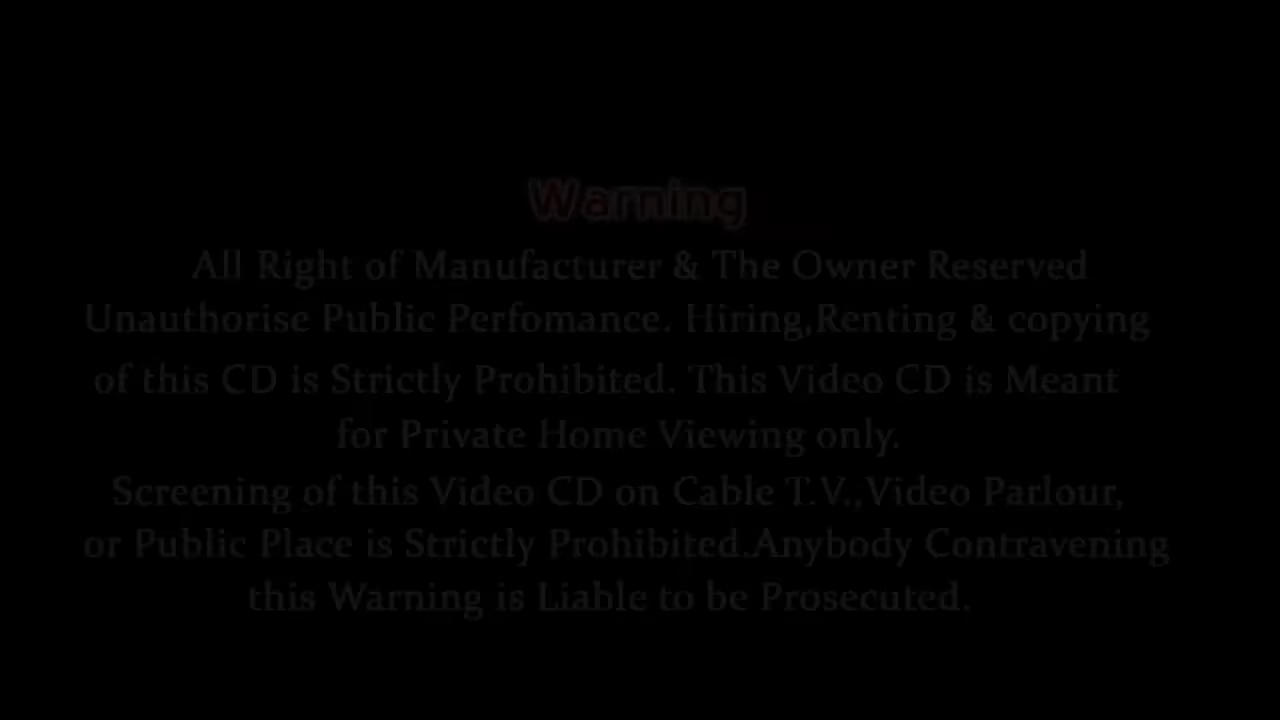 Warning
All Right of Manufacturer & The Owner Reserved
Unauthorise Public Perfomance. Hiring,Renting & copying
of this CD is Strictly Prohibited. This Video CD is Meant
for Private Home Viewing only.
Screening of this Video CD on Cable T.V.,Video Parlour,
or Public Place is Strictly Prohibited.Anybody Contravening
this Warning is Liable to be Prosecuted.